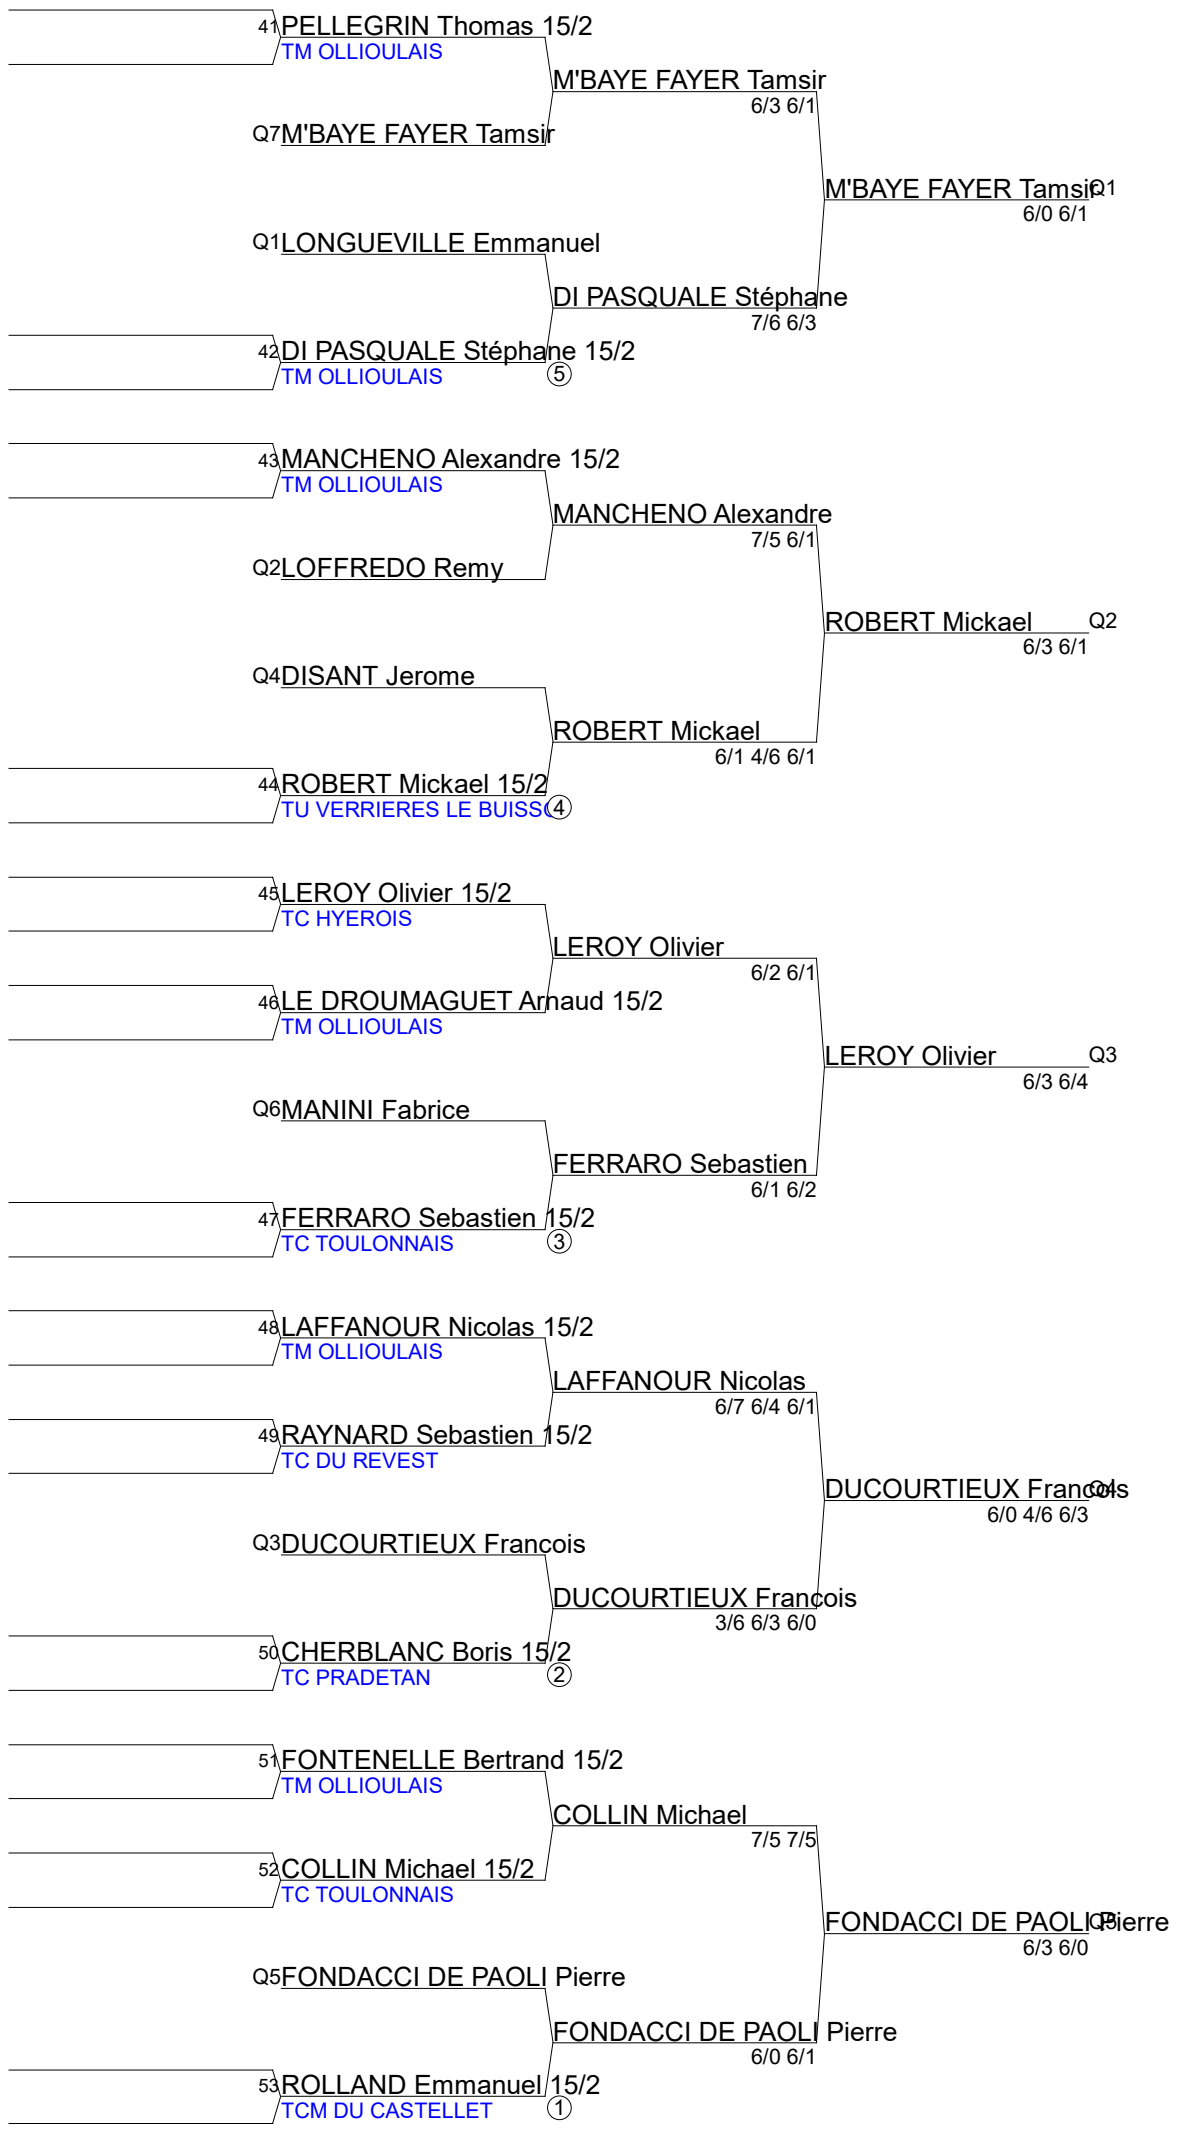 41 PELLEGRIN Thomas 15/2
TM OLLIOULAIS
M'BAYE FAYER Tamsir
6/3 6/1
Q7 M'BAYE FAYER Tamsir
M'BAYE FAYER Tamsir Q1
6/0 6/1
Q1 LONGUEVILLE Emmanuel
DI PASQUALE Stéphane
7/6 6/3
42 DI PASQUALE Stéphane 15/2
TM OLLIOULAIS 5
43 MANCHENO Alexandre 15/2
TM OLLIOULAIS
MANCHENO Alexandre
7/5 6/1
Q2 LOFFREDO Remy
ROBERT Mickael Q2
6/3 6/1
Q4 DISANT Jerome
ROBERT Mickael
6/1 4/6 6/1
44 ROBERT Mickael 15/2
TU VERRIERES LE BUISSO 4
45 LEROY Olivier 15/2
TC HYEROIS
LEROY Olivier
6/2 6/1
46 LE DROUMAGUET Arnaud 15/2
TM OLLIOULAIS
LEROY Olivier Q3
6/3 6/4
Q6 MANINI Fabrice
FERRARO Sebastien
6/1 6/2
47 FERRARO Sebastien 15/2
TC TOULONNAIS 3
48 LAFFANOUR Nicolas 15/2
TM OLLIOULAIS
LAFFANOUR Nicolas
6/7 6/4 6/1
49 RAYNARD Sebastien 15/2
TC DU REVEST
DUCOURTIEUX Francois Q4
6/0 4/6 6/3
Q3 DUCOURTIEUX Francois
DUCOURTIEUX Francois
3/6 6/3 6/0
50 CHERBLANC Boris 15/2
TC PRADETAN 2
51 FONTENELLE Bertrand 15/2
TM OLLIOULAIS
COLLIN Michael
7/5 7/5
52 COLLIN Michael 15/2
TC TOULONNAIS
FONDACCI DE PAOLI Pierre Q5
6/3 6/0
Q5 FONDACCI DE PAOLI Pierre
FONDACCI DE PAOLI Pierre
6/0 6/1
53 ROLLAND Emmanuel 15/2
TCM DU CASTELLET 1